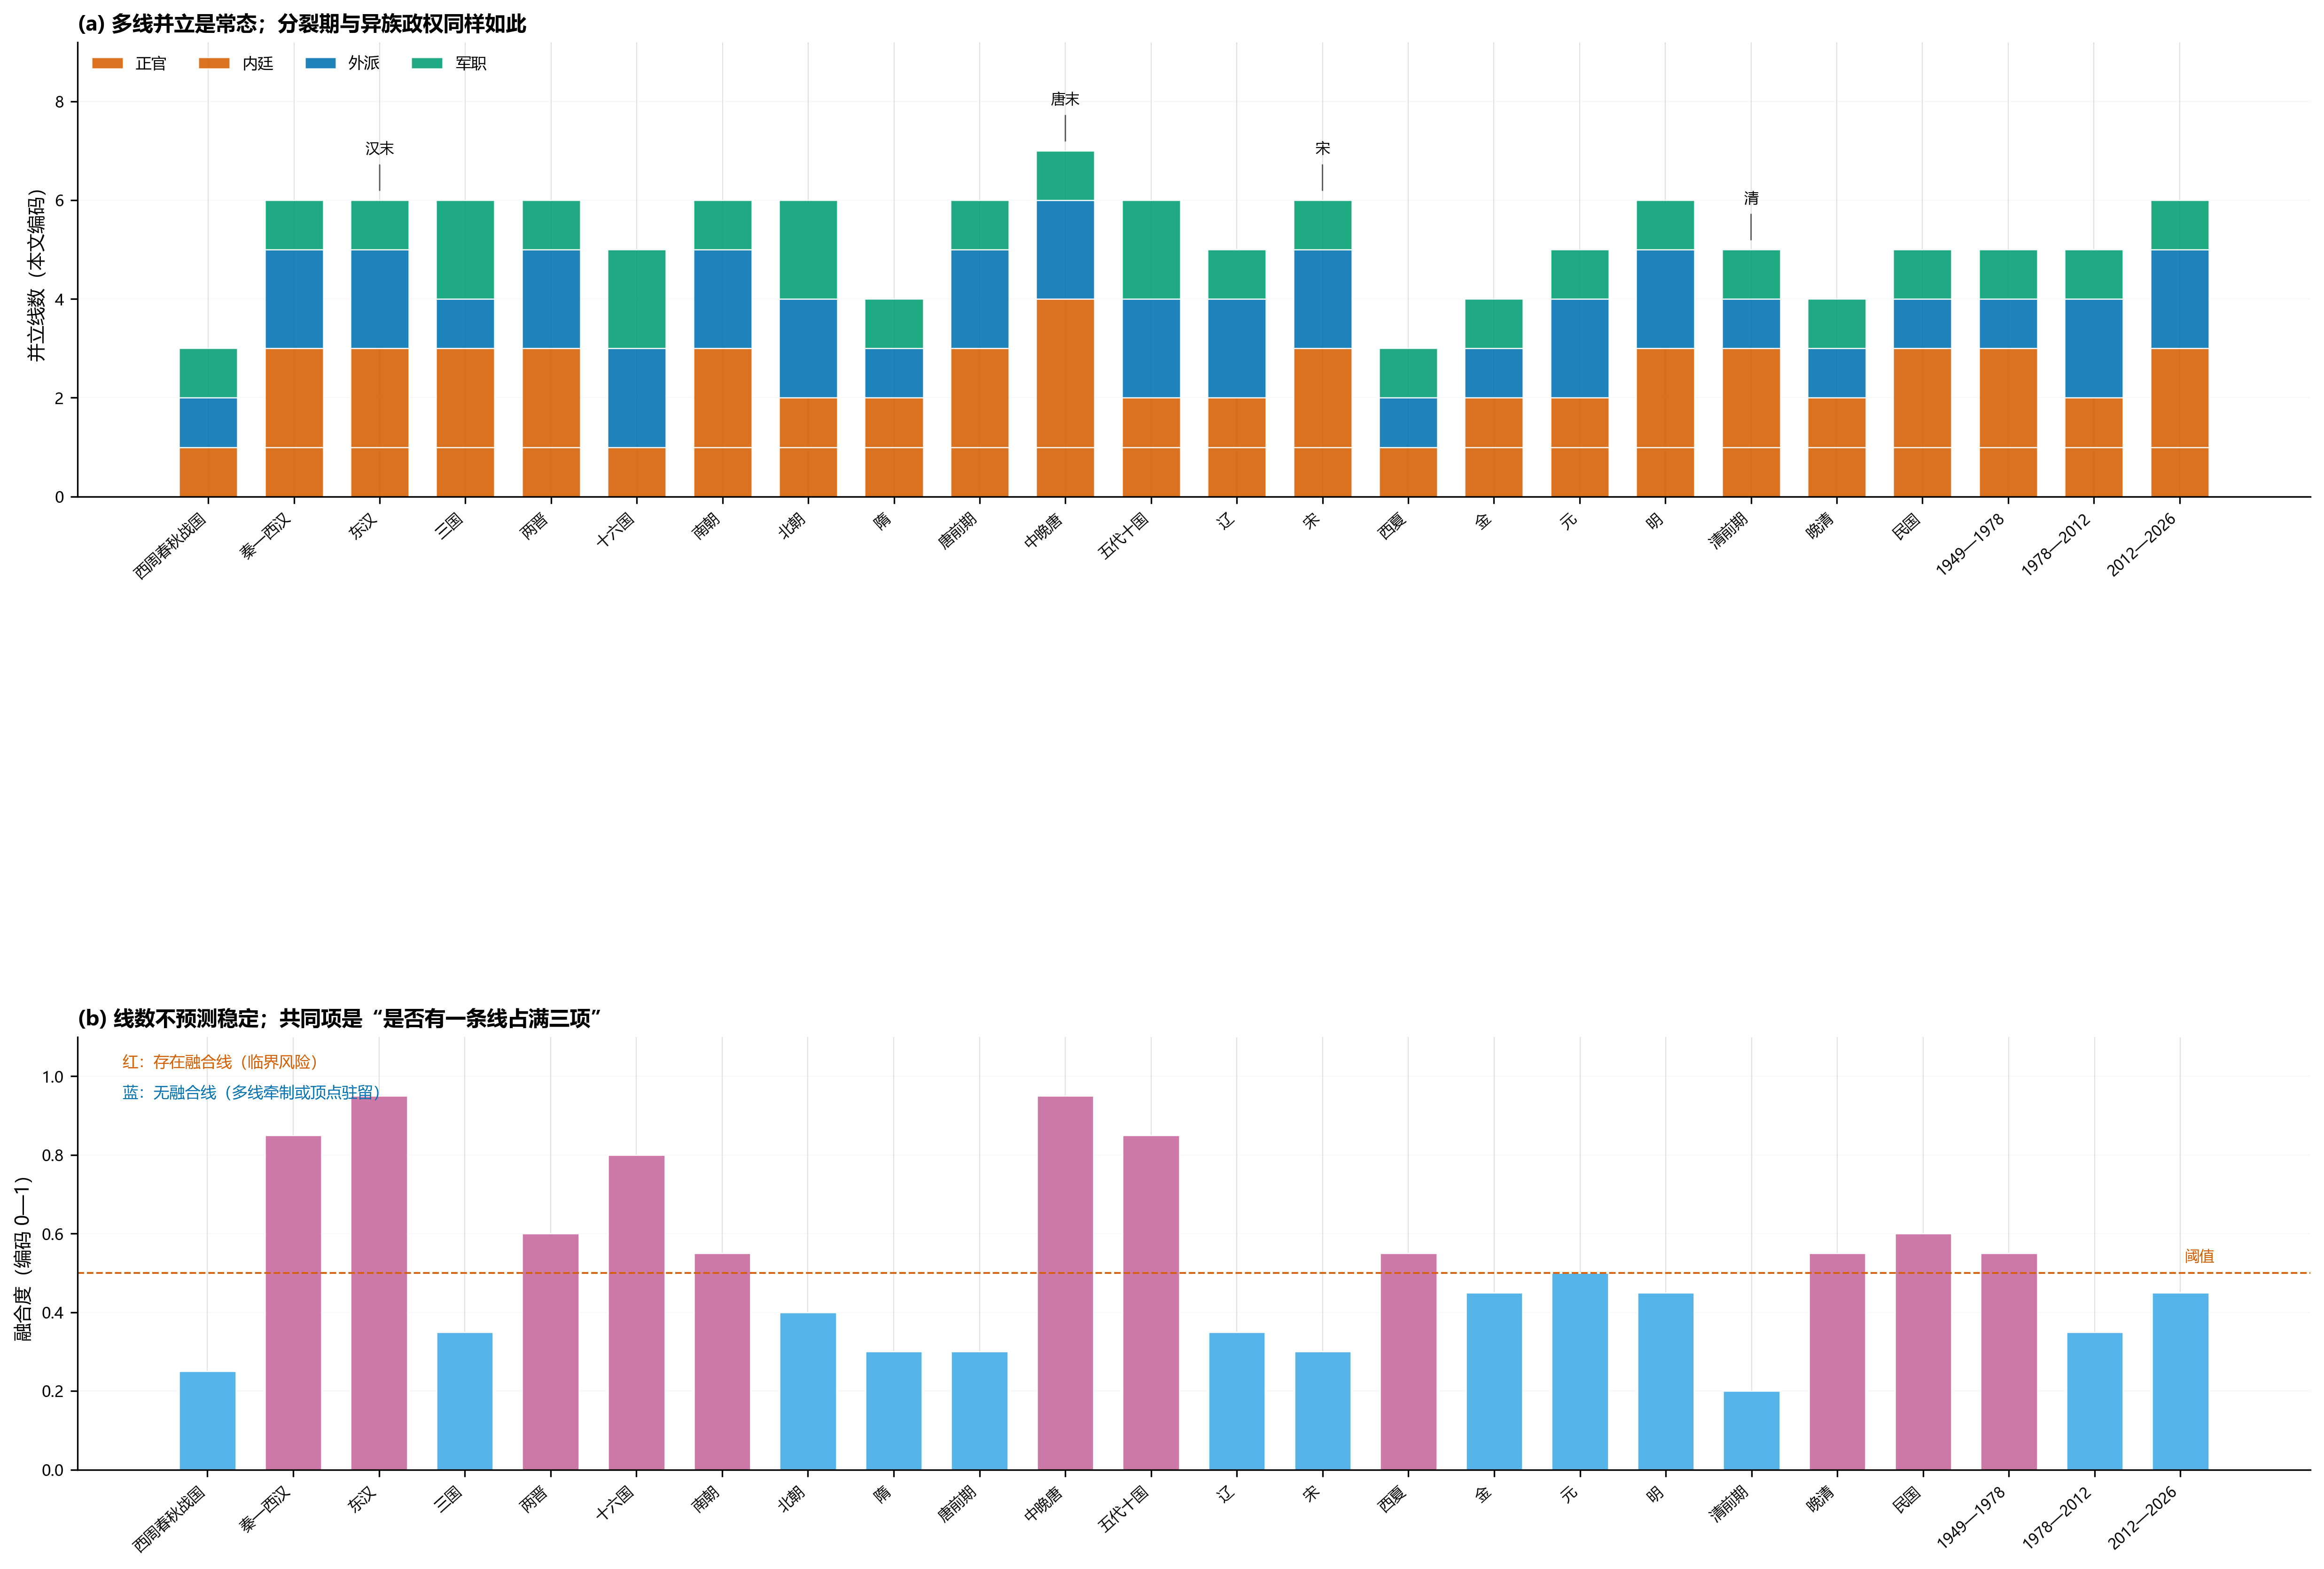 (a) 多线并立是常态；分裂期与异族政权同样如此
正官 内廷 外派 军职
并立线数（本文编码）
8
6
4
2
0
汉末
唐末
宋
清
西周春秋战国
秦—西汉
东汉
三国
两晋
十六国
南朝
北朝
隋
唐前期
中晚唐
五代十国
辽
宋
西夏
金
元
明
清前期
晚清
民国
1949—1978
1978—2012
2012—2026
(b) 线数不预测稳定；共同项是“是否有一条线占满三项”
红：存在融合线（临界风险）
蓝：无融合线（多线牵制或顶点驻留）
融合度（编码 0—1）
1.0
0.8
0.6
0.4
0.2
0.0
阈值
西周春秋战国
秦—西汉
东汉
三国
两晋
十六国
南朝
北朝
隋
唐前期
中晚唐
五代十国
辽
宋
西夏
金
元
明
清前期
晚清
民国
1949—1978
1978—2012
2012—2026